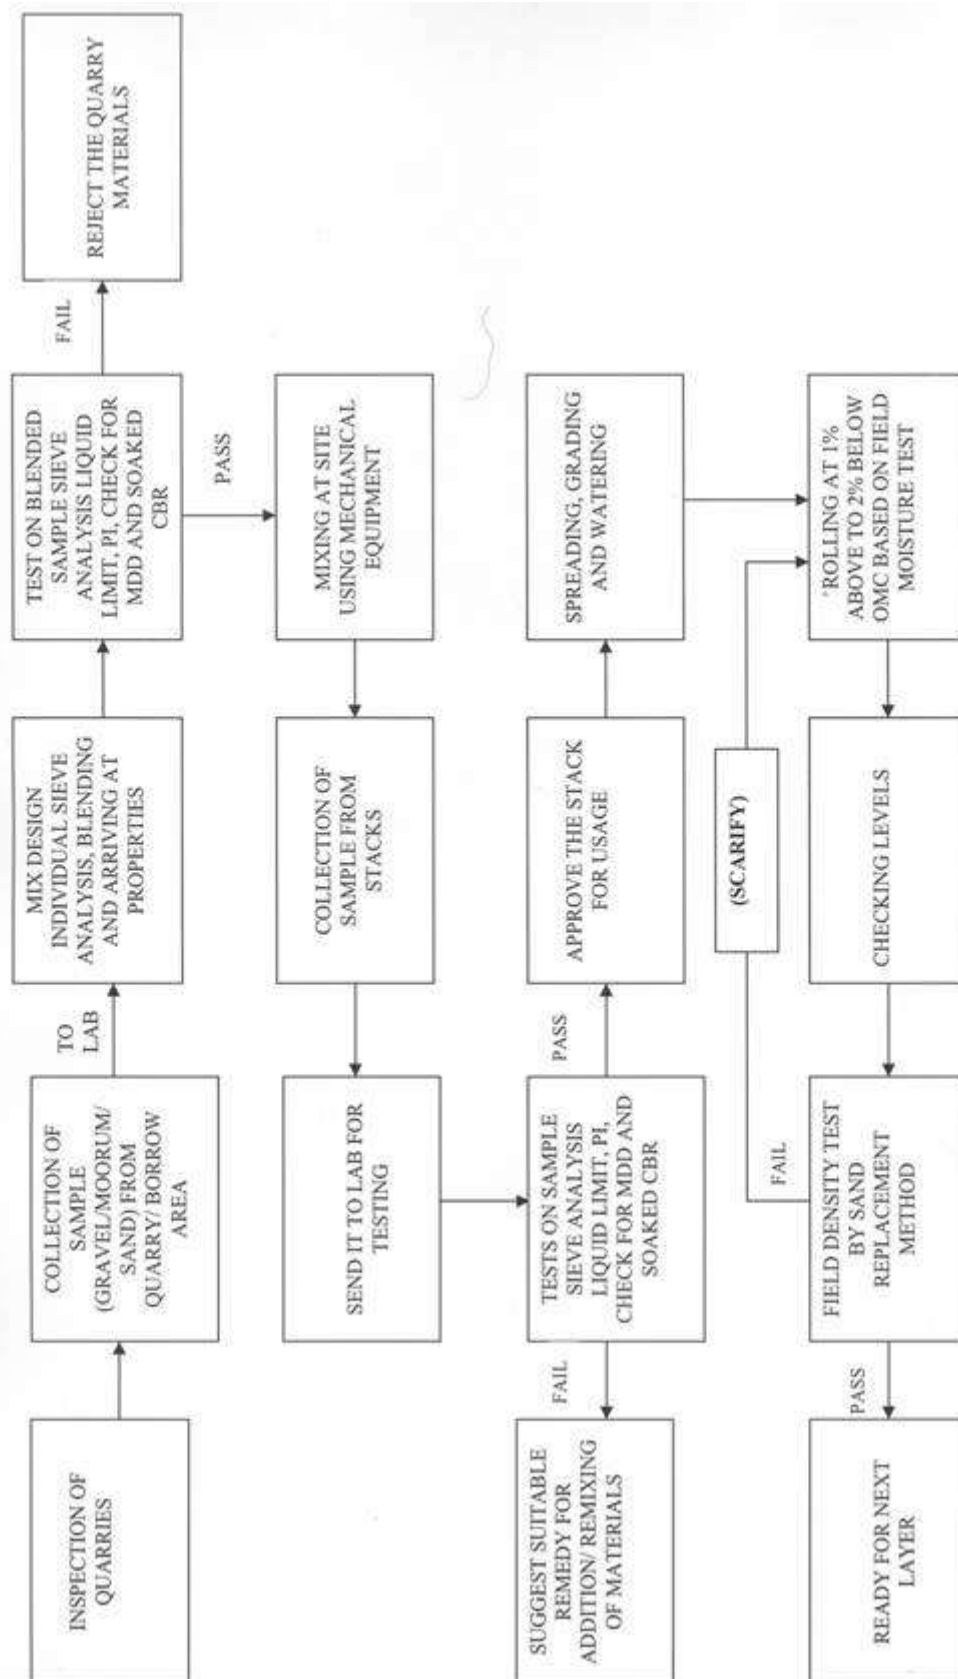 INSPECTION OF
QUARRIES
COLLECTION OF
SAMPLE
(GRAVEL/MOORUM/
SAND) FROM
QUARRY/ BORROW
AREA
TO
LAB
MIX DESIGN
INDIVIDUAL SIEVE
ANALYSIS, BLENDING
AND ARRIVING AT
PROPERTIES
TEST ON BLENDED
SAMPLE SIEVE
ANALYSIS LIQUID
LIMIT, PI, CHECK FOR
MDD AND SOAKED
CBR
FAIL
REJECT THE QUARRY
MATERIALS
PASS
MIXING AT SITE
USING MECHANICAL
EQUIPMENT
COLLECTION OF
SAMPLE FROM
STACKS
SEND IT TO LAB FOR
TESTING
TESTS ON SAMPLE
SIEVE ANALYSIS
LIQUID LIMIT, PI,
CHECK FOR MDD AND
SOAKED CBR
FAIL
SUGGEST SUITABLE
REMEDY FOR
ADDITION/ REMIXING
OF MATERIALS
PASS
APPROVE THE STACK
FOR USAGE
SPREADING, GRADING
AND WATERING
(SCARIFY)
*ROLLING AT 1%
ABOVE TO 2% BELOW
OMC BASED ON FIELD
MOISTURE TEST
CHECKING LEVELS
FIELD DENSITY TEST
BY SAND
REPLACEMENT
METHOD
FAIL
PASS
READY FOR NEXT
LAYER